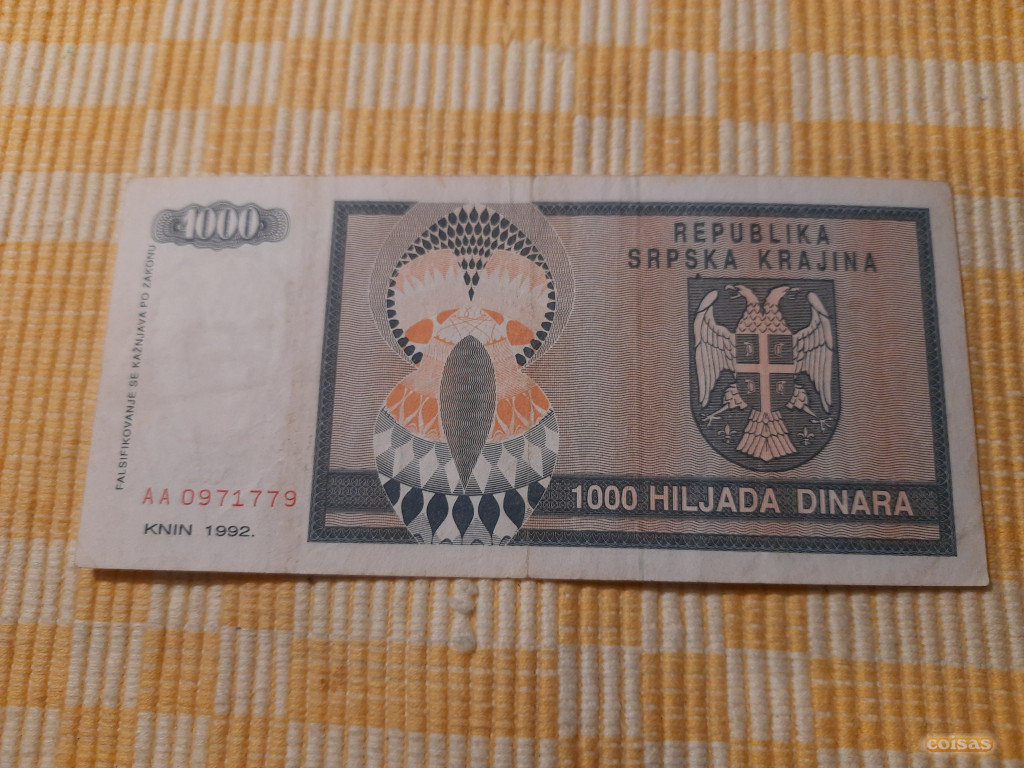 1000
FALSIFIKOVANJE SE KAŽNJAVA PO ZAKONU
AA 0971779
KNIN 1992.
REPUBLIKA
SRPSKA KRAJINA
1000 HILJADA DINARA
coisas